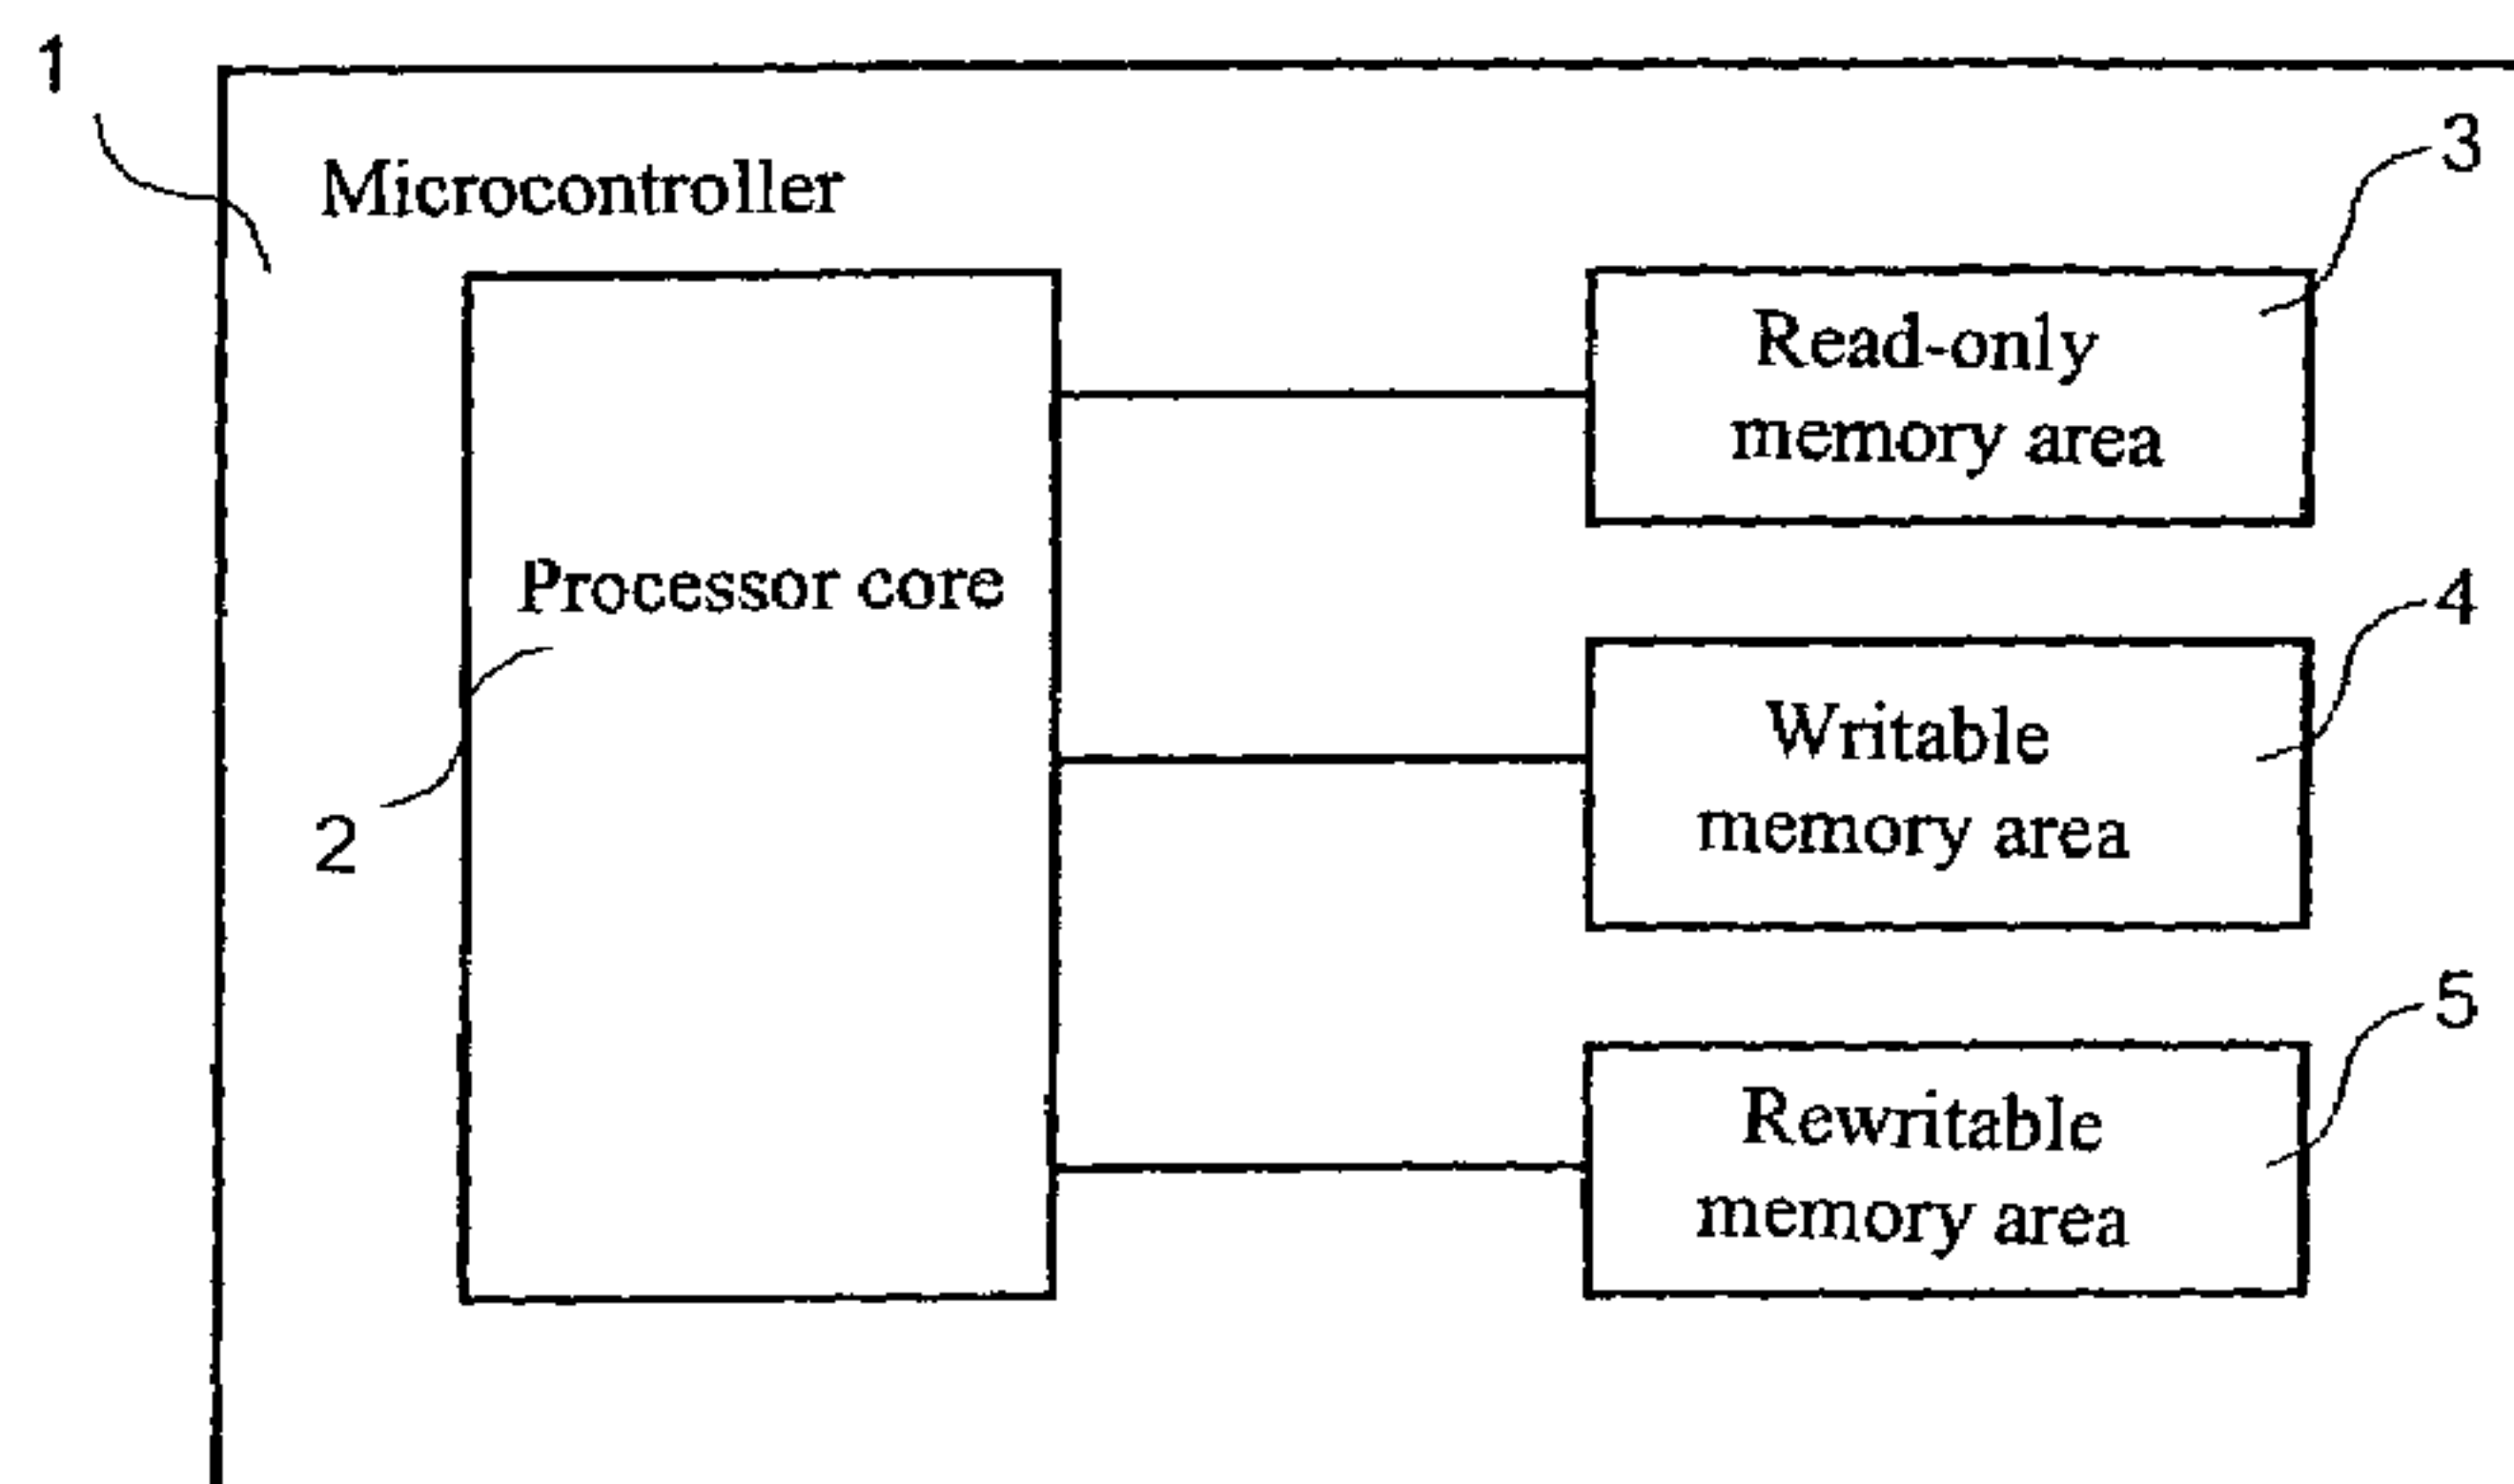 1
Microcontroller
3
Read-only
memory area
Processor core
4
Writable
memory area
2
5
Rewritable
memory area